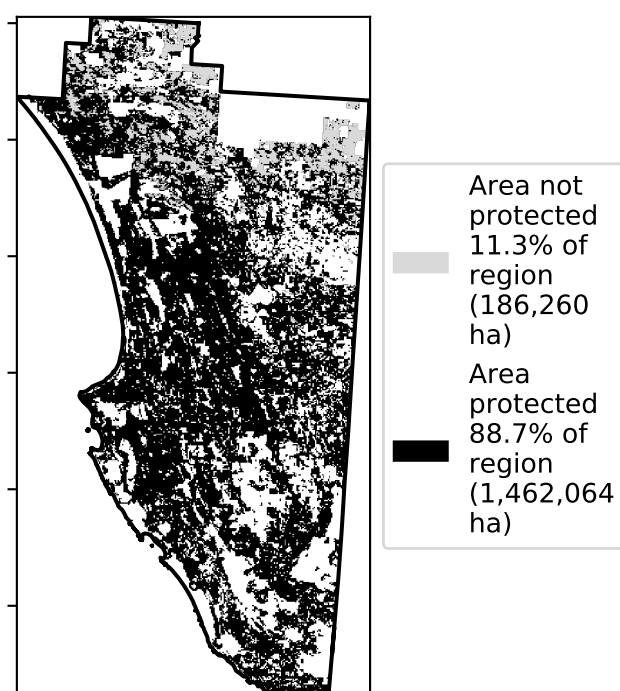 Area not
protected
11.3% of
region
(186,260
ha)
Area
protected
88.7% of
region
(1,462,064
ha)